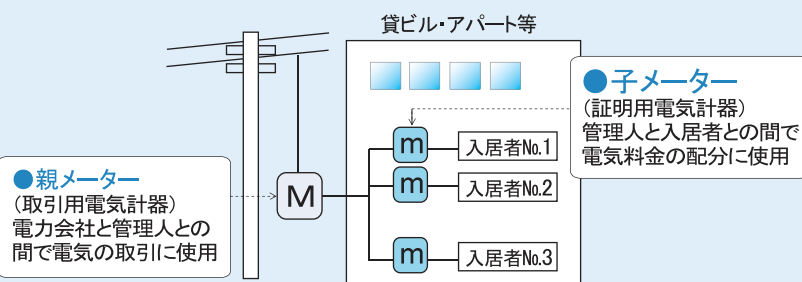 貸ビル・アパート等
●子メーター
(証明用電気計器)
管理人と入居者との間で
電気料金の配分に使用
m
入居者No.1
m
入居者No.2
m
入居者No.3
M
●親メーター
(取引用電気計器)
電力会社と管理人との
間で電気の取引に使用